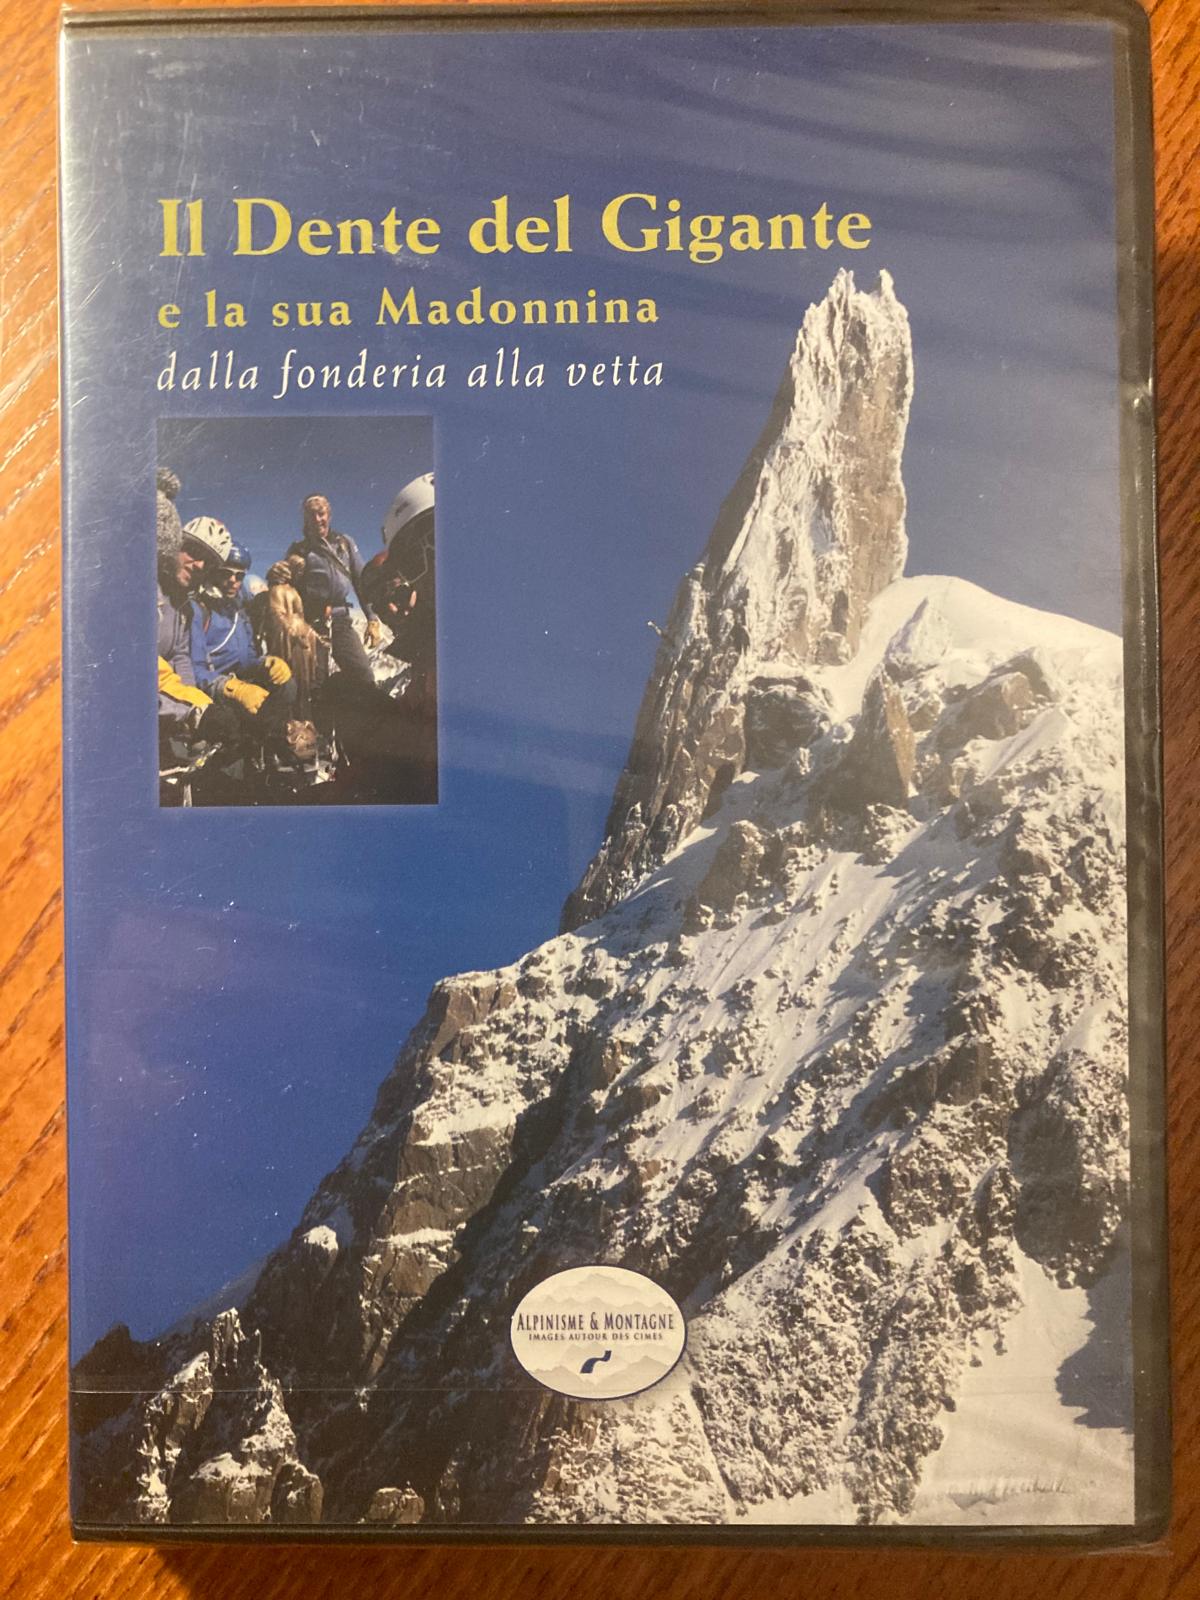 Il Dente del Gigante
e la sua Madonnina
dalla fonderia alla vetta
ALPINISME & MONTAGNE
IMAGES AUTOUR DES CIMES